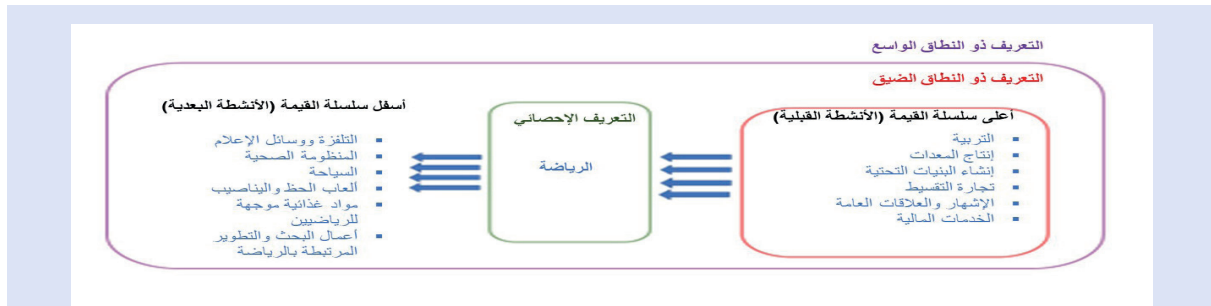 التعريف ذو النطاق الواسع
التعريف ذو النطاق الضيق
أعلى سلسلة القيمة (الأنشطة القبلية)
التربية
إنتاج المعدات
إنشاء البنيات التحتية
تجارة التقسيط
الإشهار والعلاقات العامة
الخدمات المالية
التعريف الإحصائي
الرياضة
أسفل سلسلة القيمة (الأنشطة البعدية)
التلفزة ووسائل الإعلام
المنظومة الصحية
السياحة
ألعاب الحظ واليناصيب
مواد غذائية موجهة
للرياضيين
أعمال البحث والتطوير
المرتبطة بالرياضة